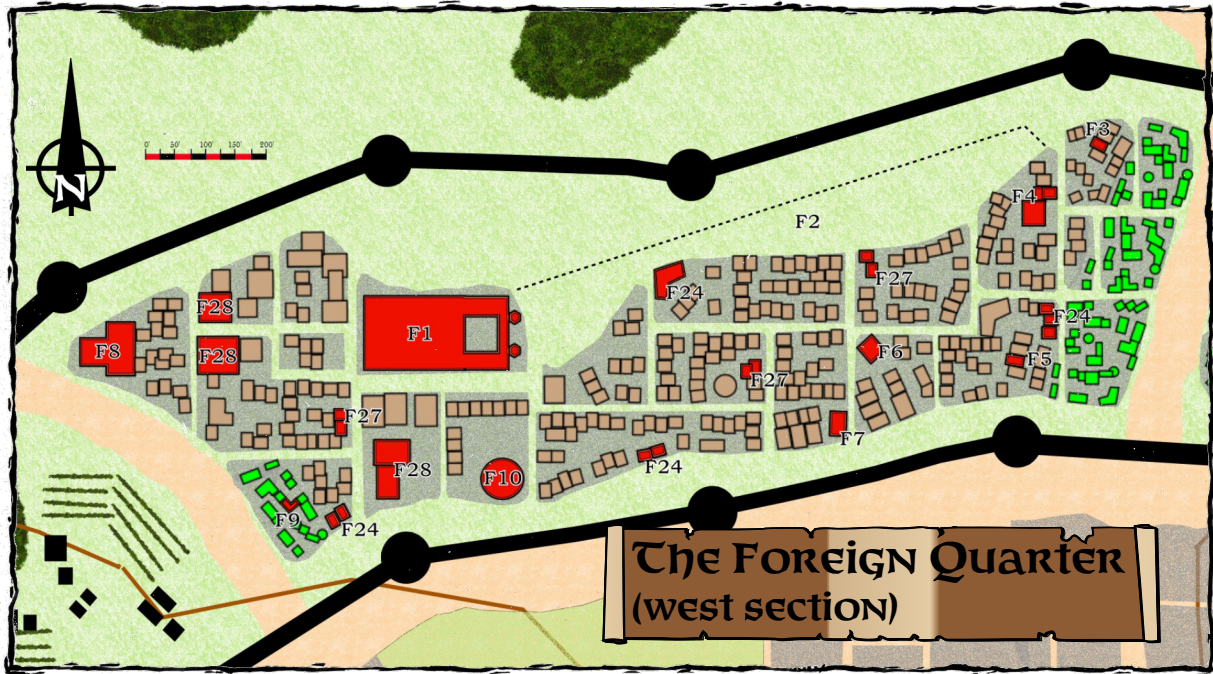 0' 50' 100' 150' 200'
N
F3
F4
F2
F24
F27
F28
F1
F24
F8
F28
F6
F5
F27
F27
F7
F28
F24
F10
F9
F24
The Foreign Quarter
(west section)